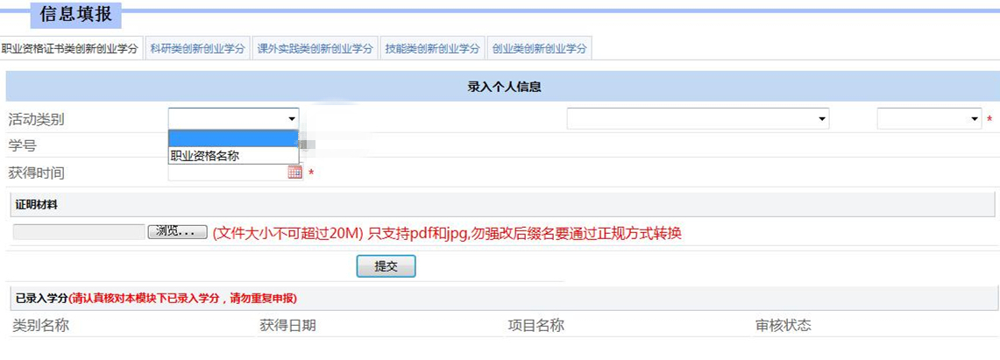 信息填报
职业资格证书类创新创业学分 科研类创新创业学分 课外实践类创新创业学分 技能类创新创业学分 创业类创新创业学分
录入个人信息
活动类别 *
学号
职业资格名称
获得时间 *
证明材料
浏览... (文件大小不可超过20M) 只支持pdf和jpg,勿强改后缀名要通过正规方式转换
提交
已录入学分(请认真核对本模块下已录入学分，请勿重复申报)
类别名称 获得日期 项目名称 审核状态